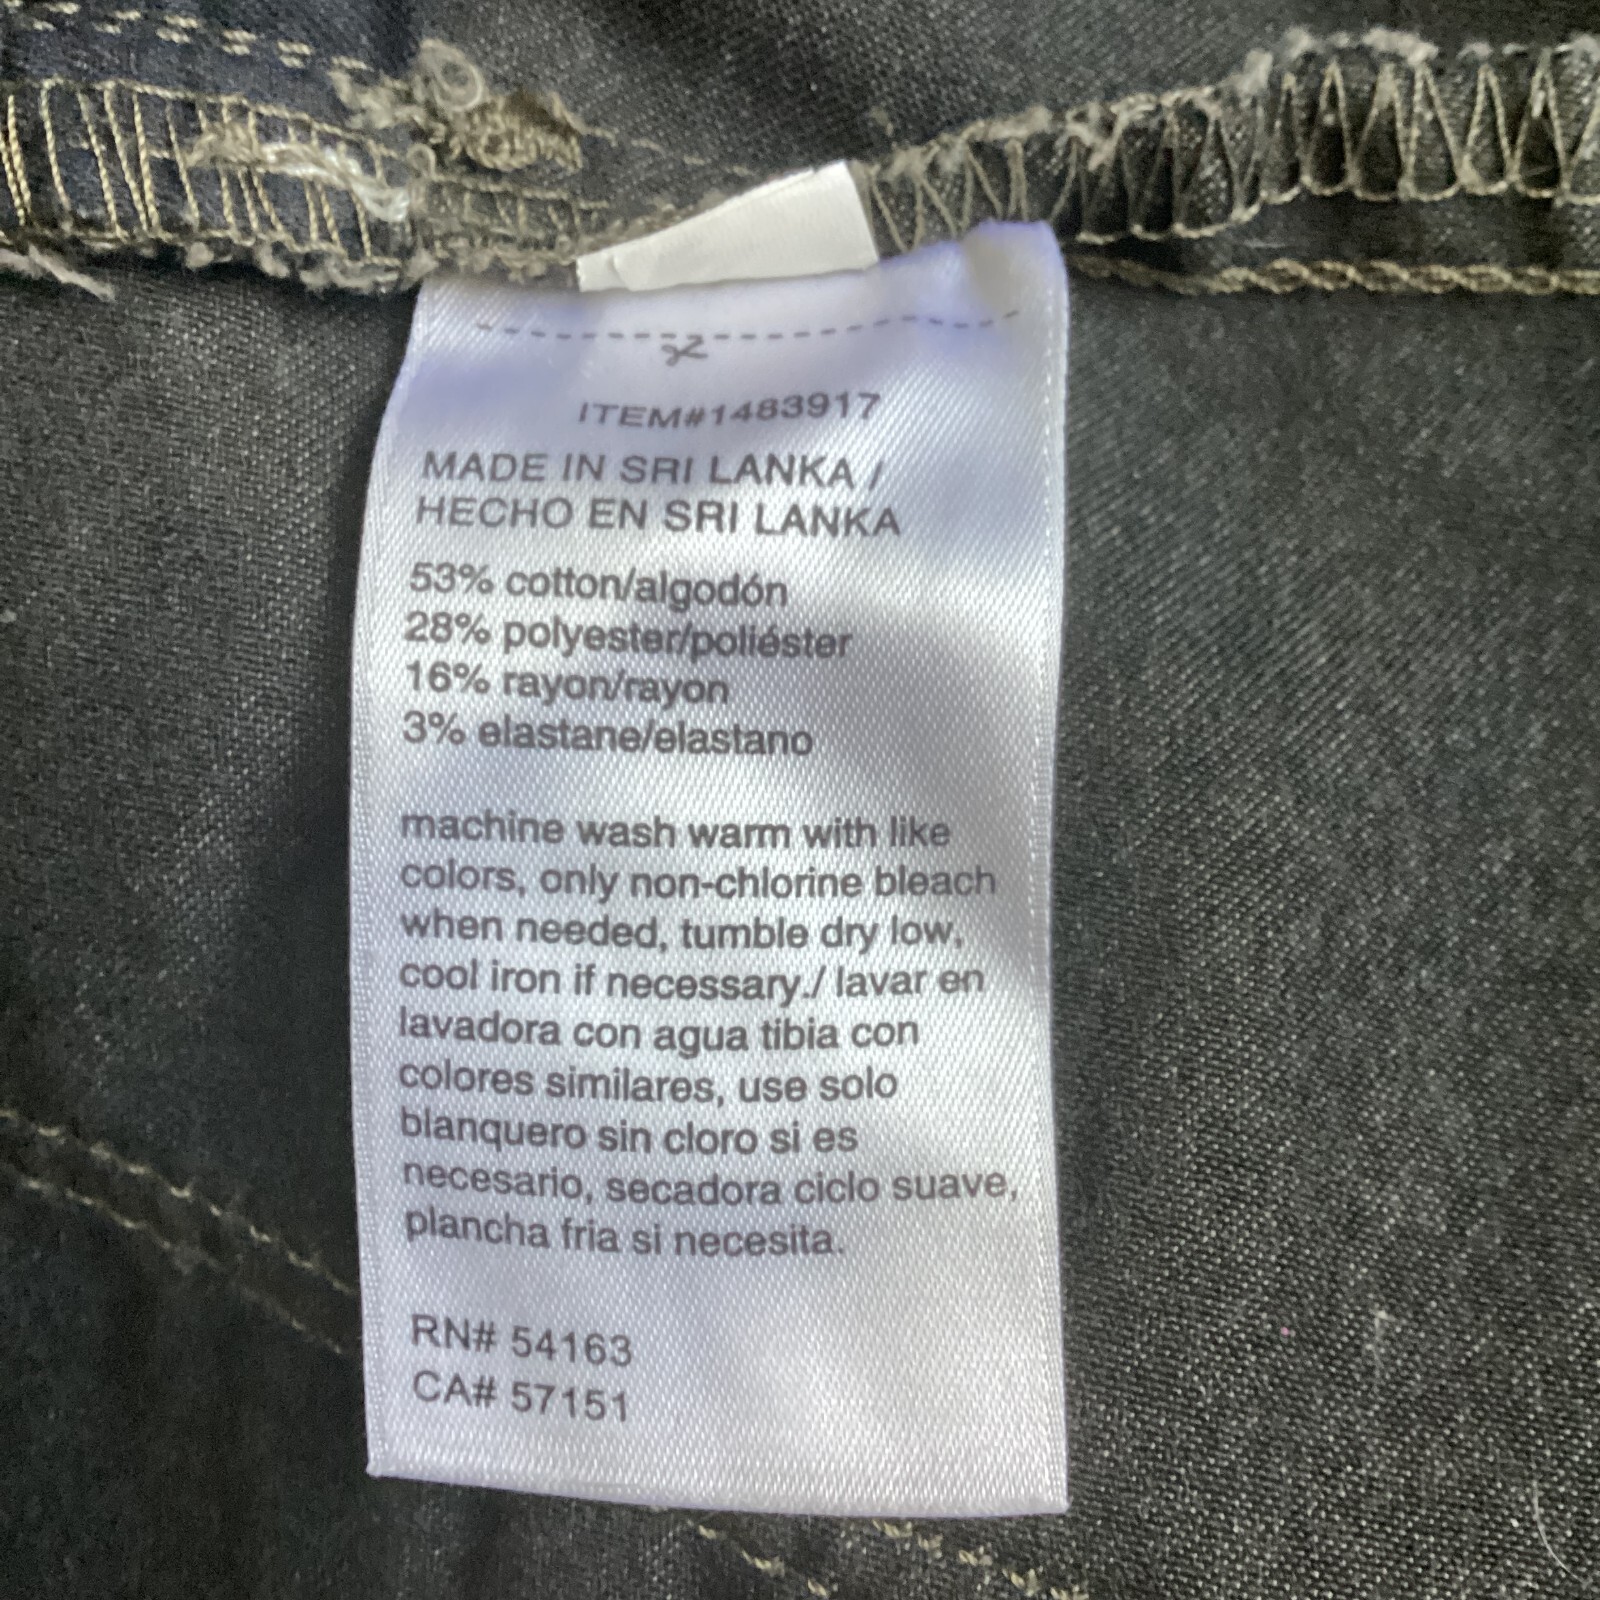 ITEM#1483917
MADE IN SRI LANKA /
HECHO EN SRI LANKA
53% cotton/algodón
28% polyester/poliéster
16% rayon/rayon
3% elastane/elastano
machine wash warm with like
colors, only non-chlorine bleach
when needed, tumble dry low,
cool iron if necessary./ lavar en
lavadora con agua tibia con
colores similares, use solo
blanquero sin cloro si es
necesario, secadora ciclo suave,
plancha fria si necesita.
RN# 54163
CA# 57151